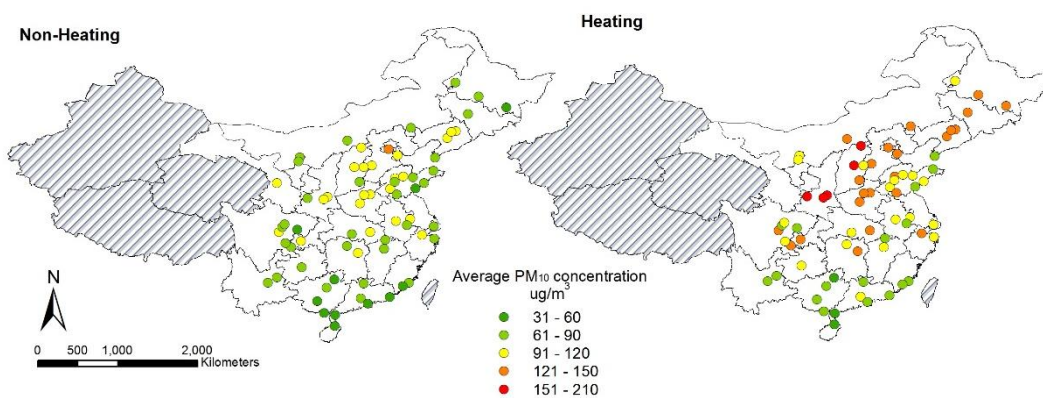 Non-Heating
Heating
N
0 500 1,000 2,000
Kilometers
Average PM₁₀ concentration
ug/m³
31 - 60
61 - 90
91 - 120
121 - 150
151 - 210